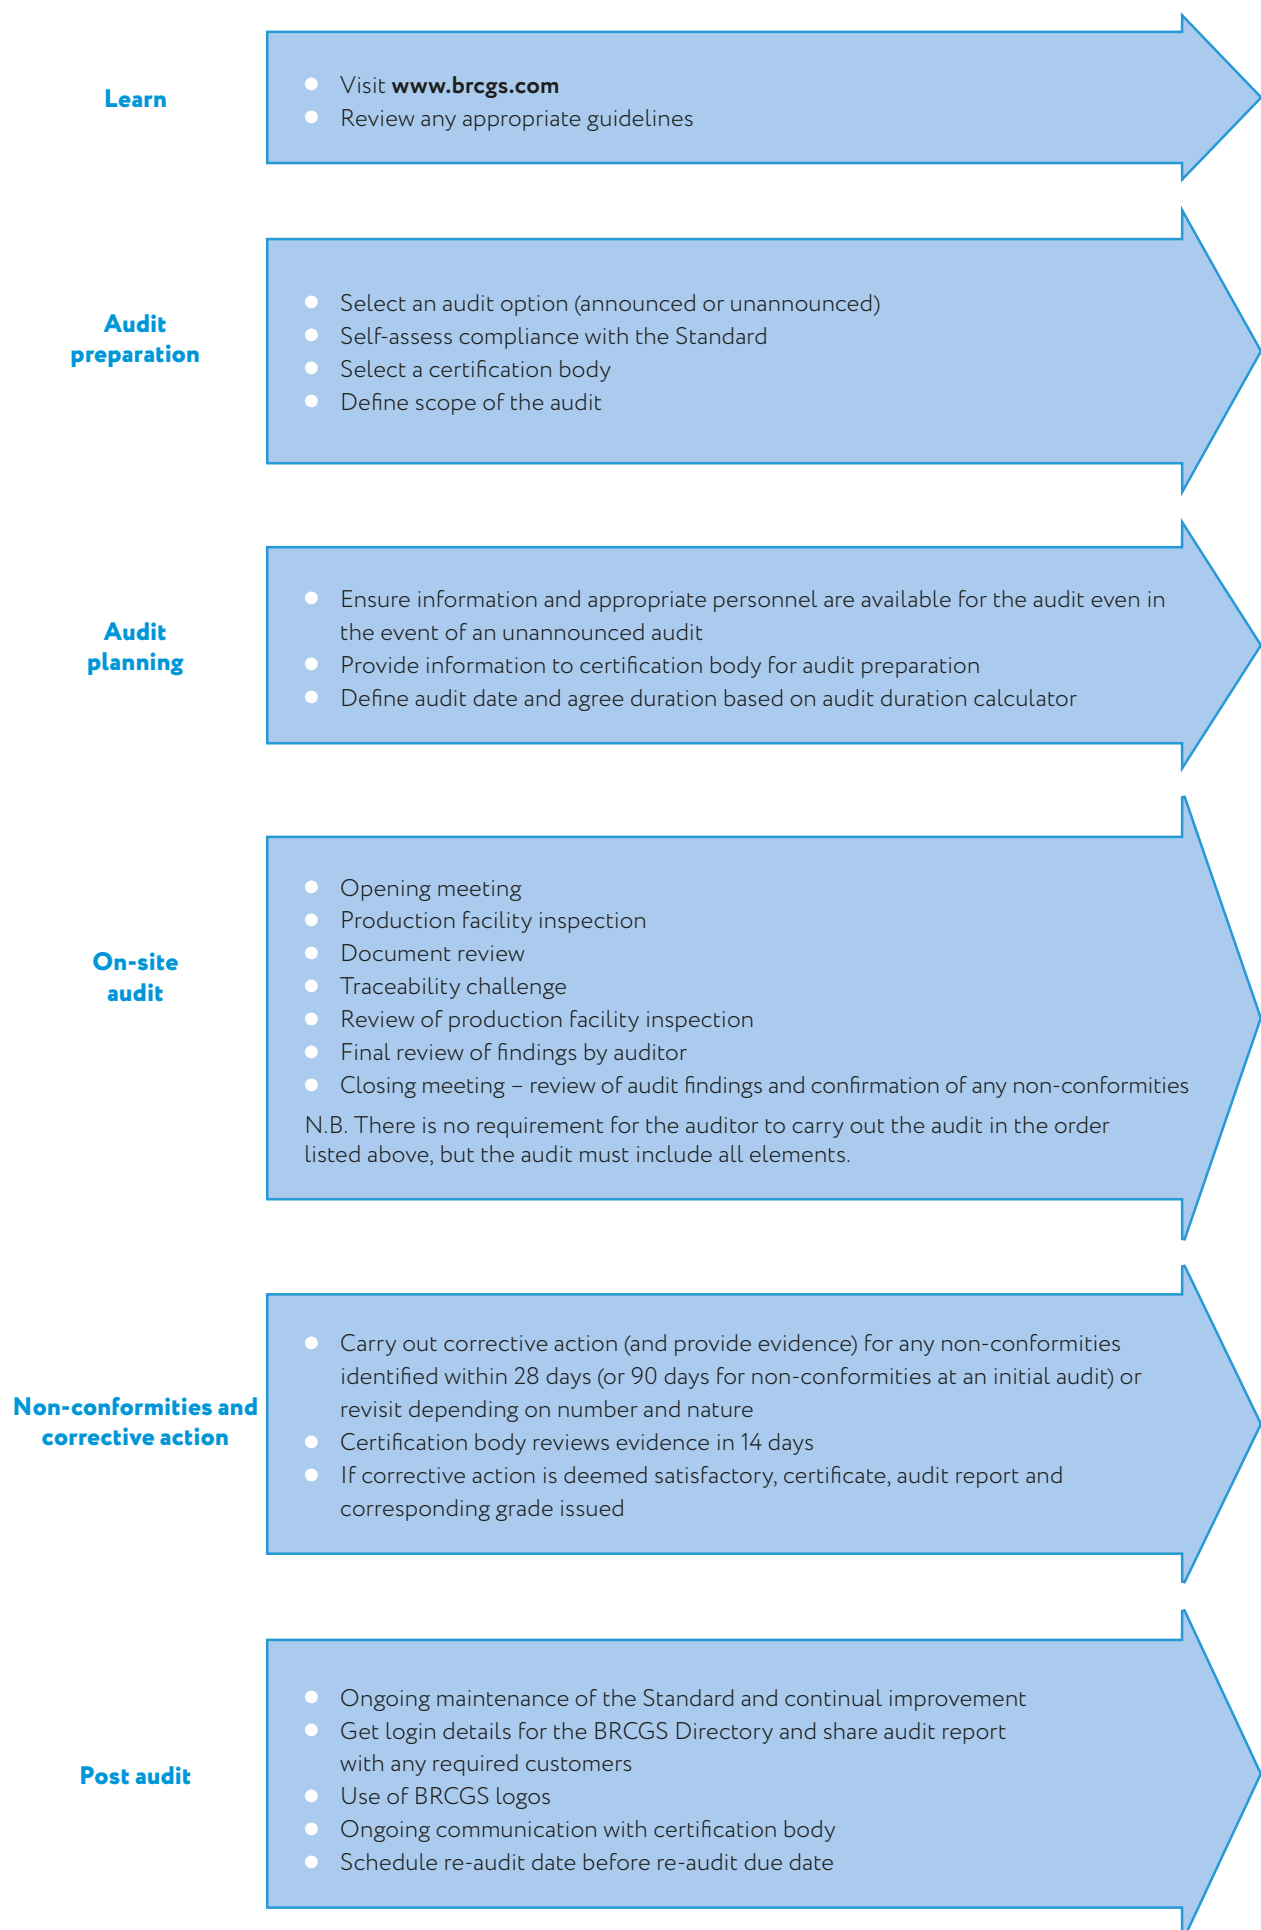 Learn
● Visit www.brcgs.com
● Review any appropriate guidelines
Audit
preparation
● Select an audit option (announced or unannounced)
● Self-assess compliance with the Standard
● Select a certification body
● Define scope of the audit
Audit
planning
● Ensure information and appropriate personnel are available for the audit even in
the event of an unannounced audit
● Provide information to certification body for audit preparation
● Define audit date and agree duration based on audit duration calculator
On-site
audit
● Opening meeting
● Production facility inspection
● Document review
● Traceability challenge
● Review of production facility inspection
● Final review of findings by auditor
● Closing meeting – review of audit findings and confirmation of any non-conformities
N.B. There is no requirement for the auditor to carry out the audit in the order
listed above, but the audit must include all elements.
Non-conformities and
corrective action
● Carry out corrective action (and provide evidence) for any non-conformities
identified within 28 days (or 90 days for non-conformities at an initial audit) or
revisit depending on number and nature
● Certification body reviews evidence in 14 days
● If corrective action is deemed satisfactory, certificate, audit report and
corresponding grade issued
Post audit
● Ongoing maintenance of the Standard and continual improvement
● Get login details for the BRCGS Directory and share audit report
with any required customers
● Use of BRCGS logos
● Ongoing communication with certification body
● Schedule re-audit date before re-audit due date